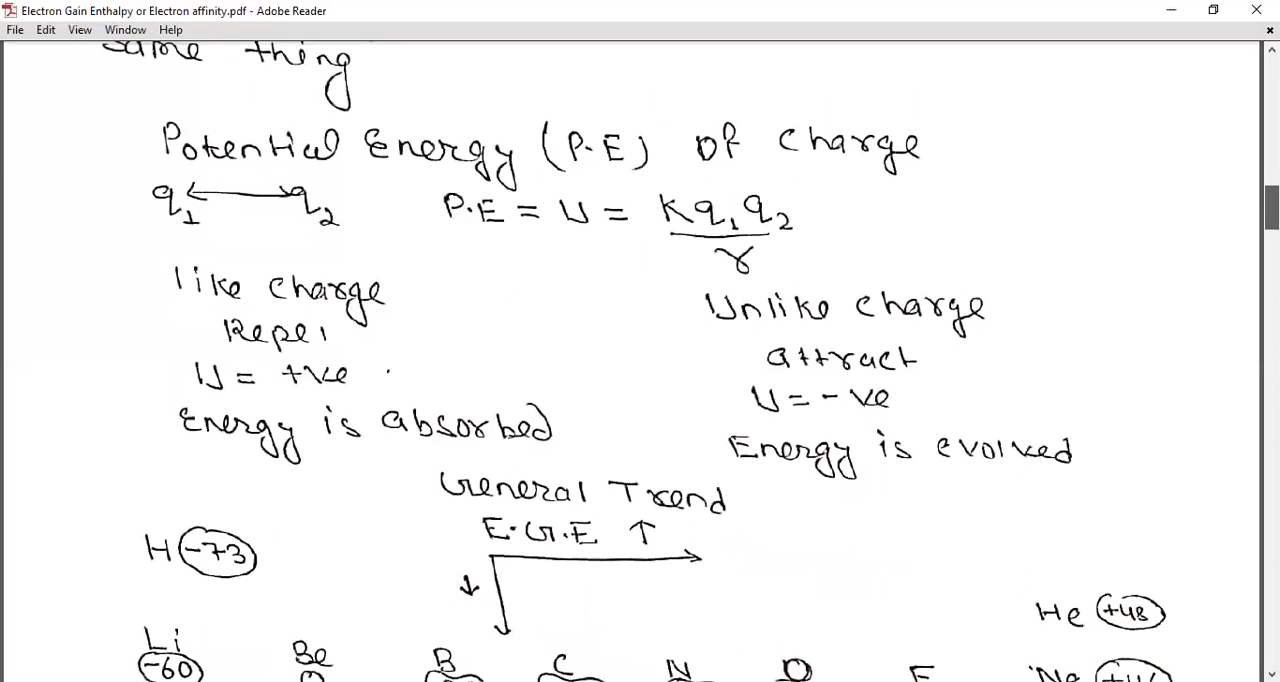 Electron Gain Enthalpy or Electron affinity.pdf - Adobe Reader
File Edit View Window Help
Same thing
Potential Energy (P.E) Of Charge
q1 q2 P.E = U = Kq1q2
r
like Charge
Repel
U = +ve
Energy is absorbed
Unlike Charge
attract
U = - ve
Energy is evolved
General Trend
E.G.E ↑
H -73
↓
He +48
Li
-60
Be
B
C
N
O
F
Ne